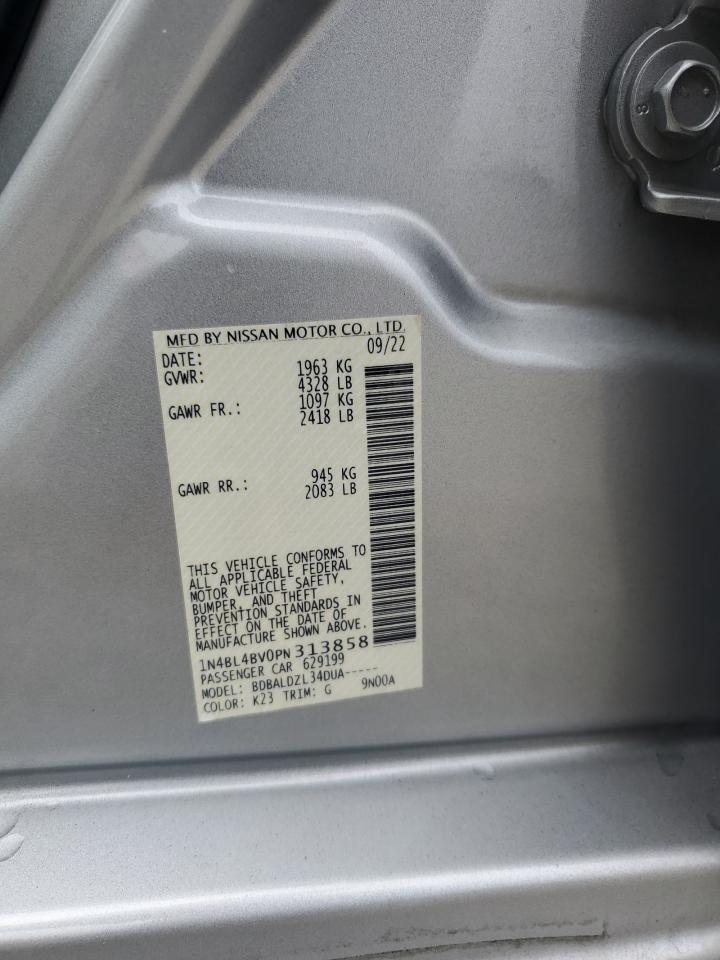 MFD BY NISSAN MOTOR CO., LTD.
DATE: 09/22
GVWR: 1963 KG
4328 LB
GAWR FR.: 1097 KG
2418 LB
GAWR RR.: 945 KG
2083 LB
THIS VEHICLE CONFORMS TO
ALL APPLICABLE FEDERAL
MOTOR VEHICLE SAFETY,
BUMPER, AND THEFT
PREVENTION STANDARDS IN
EFFECT ON THE DATE OF
MANUFACTURE SHOWN ABOVE.
1N4BL4BV0PN313858
PASSENGER CAR 629199
MODEL: BDBALDZL34DUA-----
COLOR: K23 TRIM: G 9N00A
8